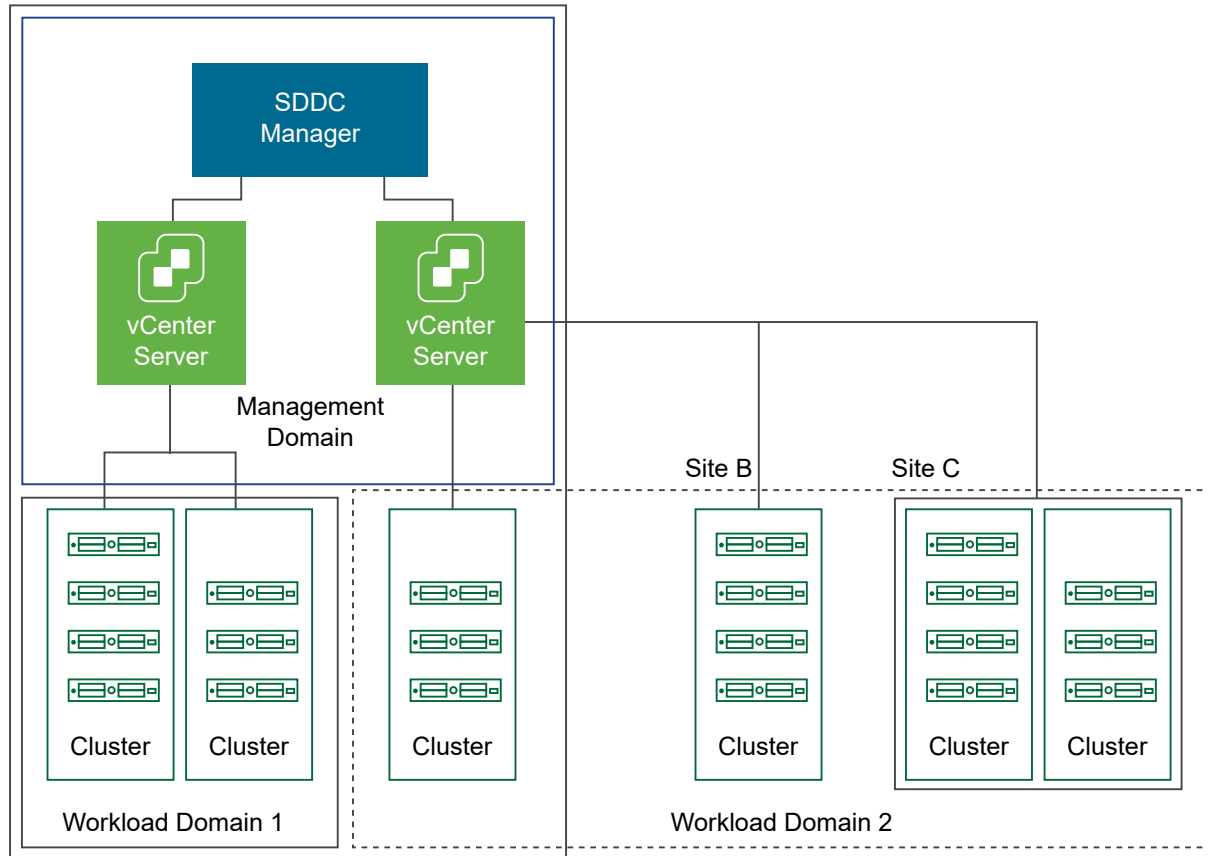 SDDC
Manager
vCenter
Server
vCenter
Server
Management
Domain
Site B
Site C
Cluster
Cluster
Cluster
Cluster
Cluster
Cluster
Workload Domain 1
Workload Domain 2